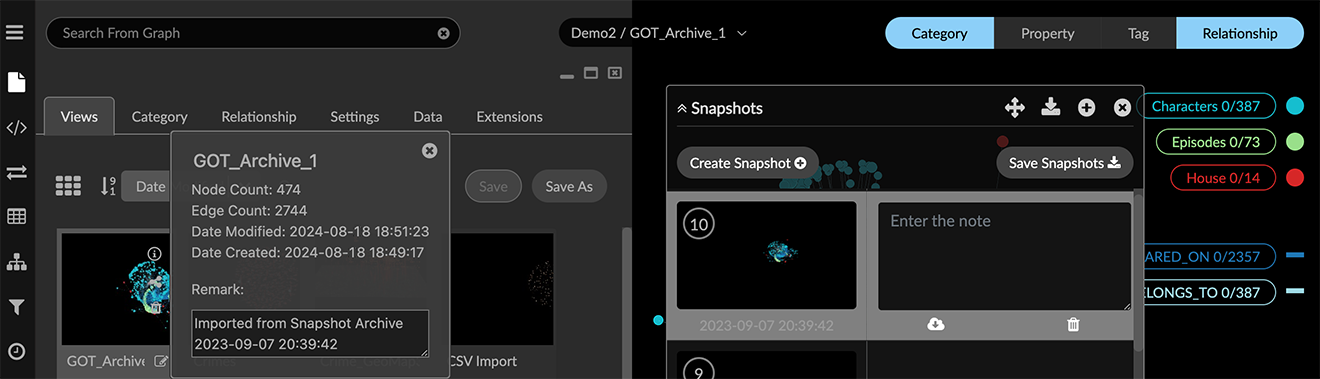 Search From Graph
Demo2 / GOT_Archive_1
Category
Property
Tag
Relationship
Views
Category
Relationship
Settings
Data
Extensions
9
1
Date
Save
Save As
GOT_Archive_1
Node Count: 474
Edge Count: 2744
Date Modified: 2024-08-18 18:51:23
Date Created: 2024-08-18 18:49:17
Remark:
Imported from Snapshot Archive
2023-09-07 20:39:42
GOT_Archive
CSV Import
Snapshots
Create Snapshot
Save Snapshots
10
Enter the note
2023-09-07 20:39:42
9
Characters 0/387
Episodes 0/73
House 0/14
ARED_ON 0/2357
ELONGS_TO 0/387